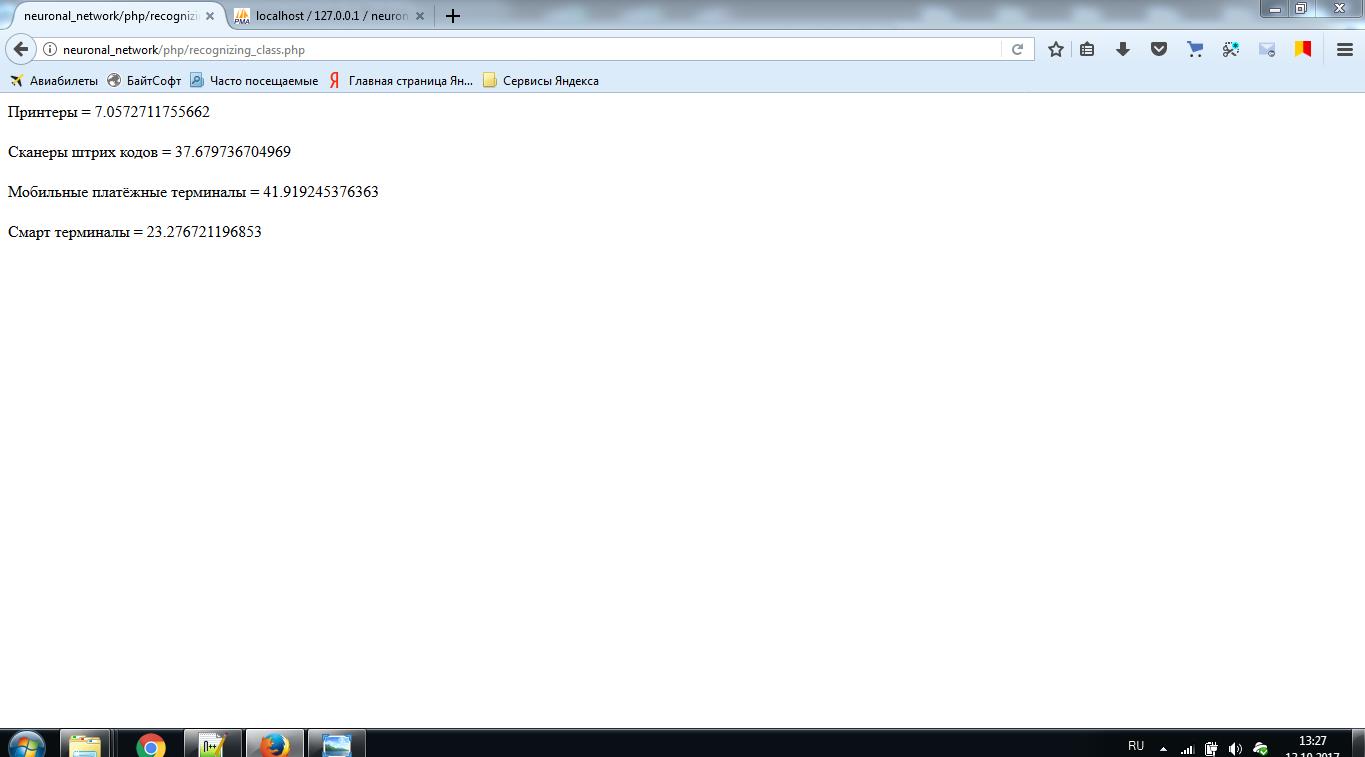 neuronal_network/php/recogniz
localhost / 127.0.0.1 / neuron
neuronal_network/php/recognizing_class.php
Авиабилеты БайтСофт Часто посещаемые Главная страница Ян... Сервисы Яндекса
Принтеры = 7.0572711755662
Сканеры штрих кодов = 37.679736704969
Мобильные платёжные терминалы = 41.919245376363
Смарт терминалы = 23.276721196853
RU
13:27